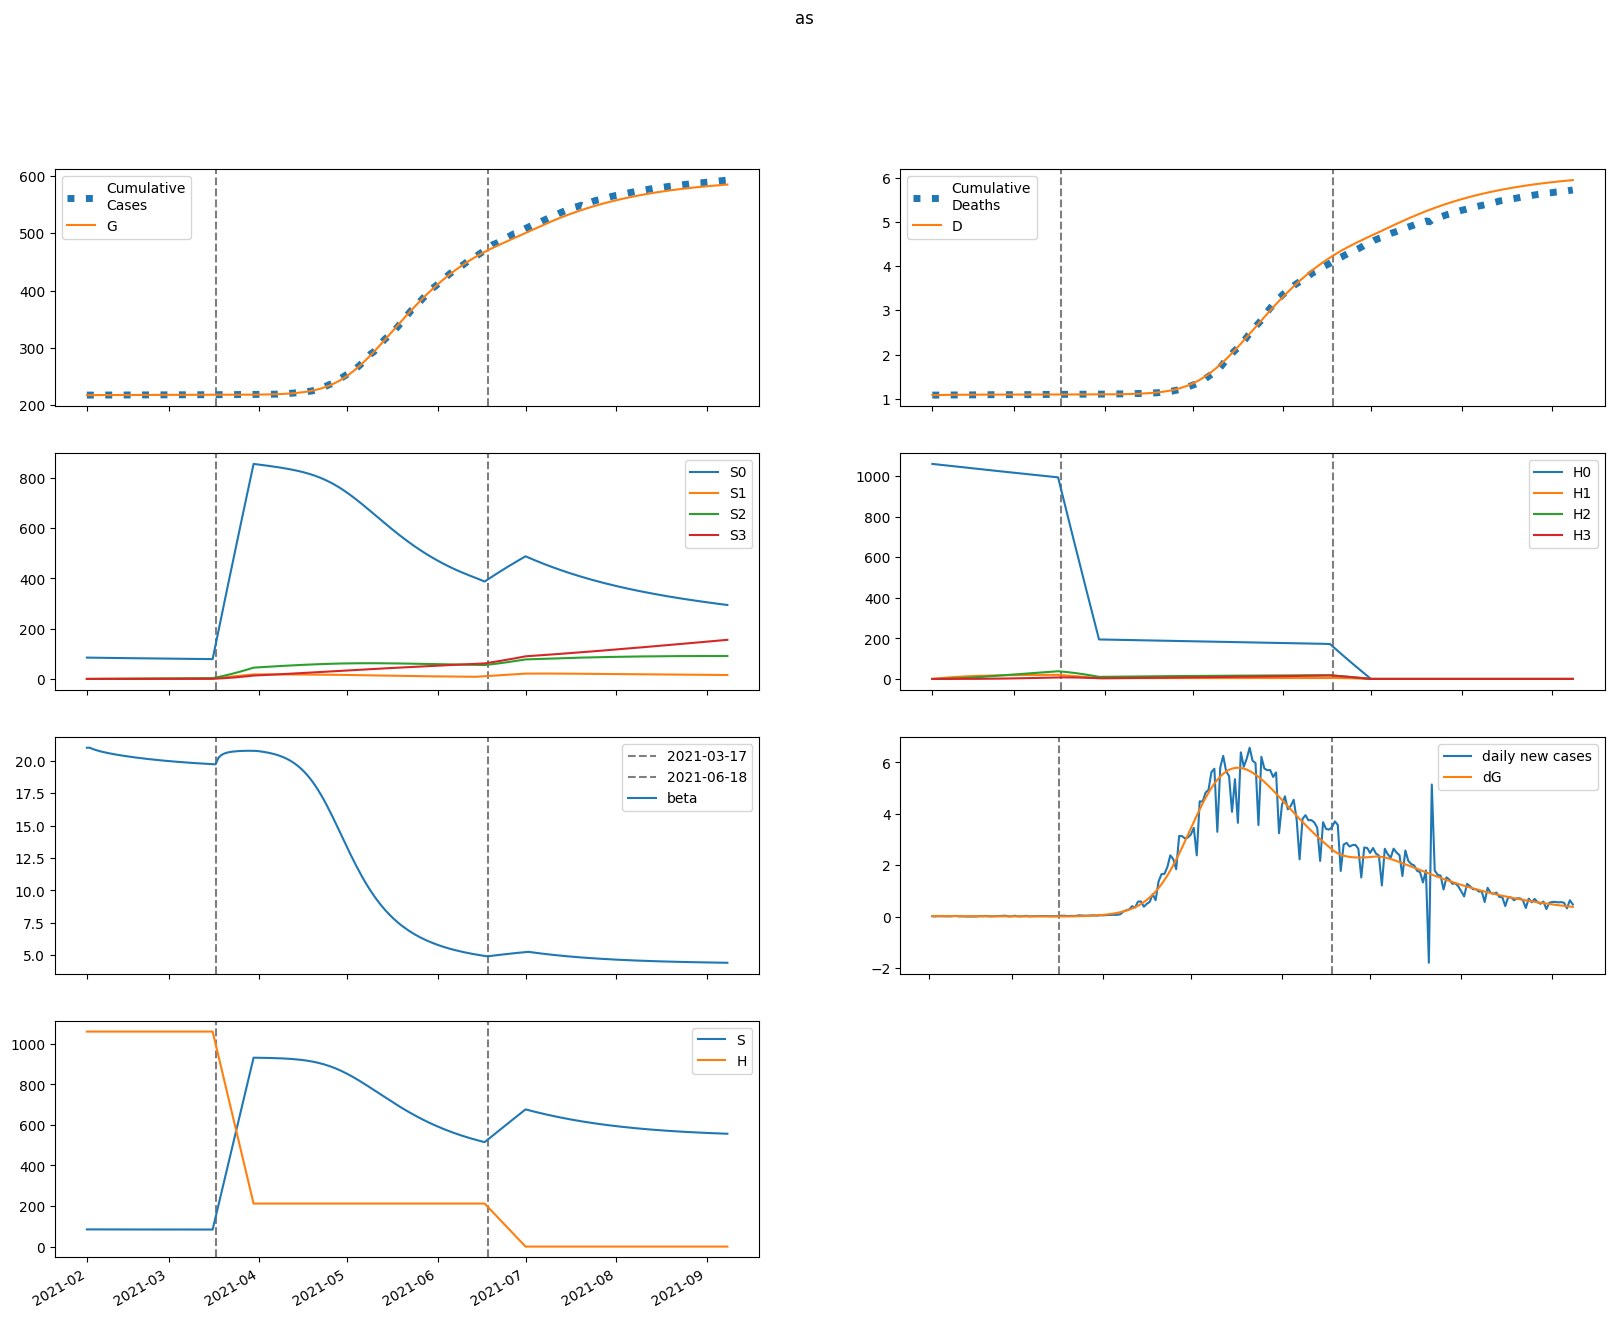 as
600
500
400
300
200
Cumulative
Cases
G
6
5
4
3
2
1
Cumulative
Deaths
D
800
600
400
200
0
S0
S1
S2
S3
1000
800
600
400
200
0
H0
H1
H2
H3
20.0
17.5
15.0
12.5
10.0
7.5
5.0
2021-03-17
2021-06-18
beta
6
4
2
0
−2
daily new cases
dG
1000
800
600
400
200
0
S
H
2021-02
2021-03
2021-04
2021-05
2021-06
2021-07
2021-08
2021-09